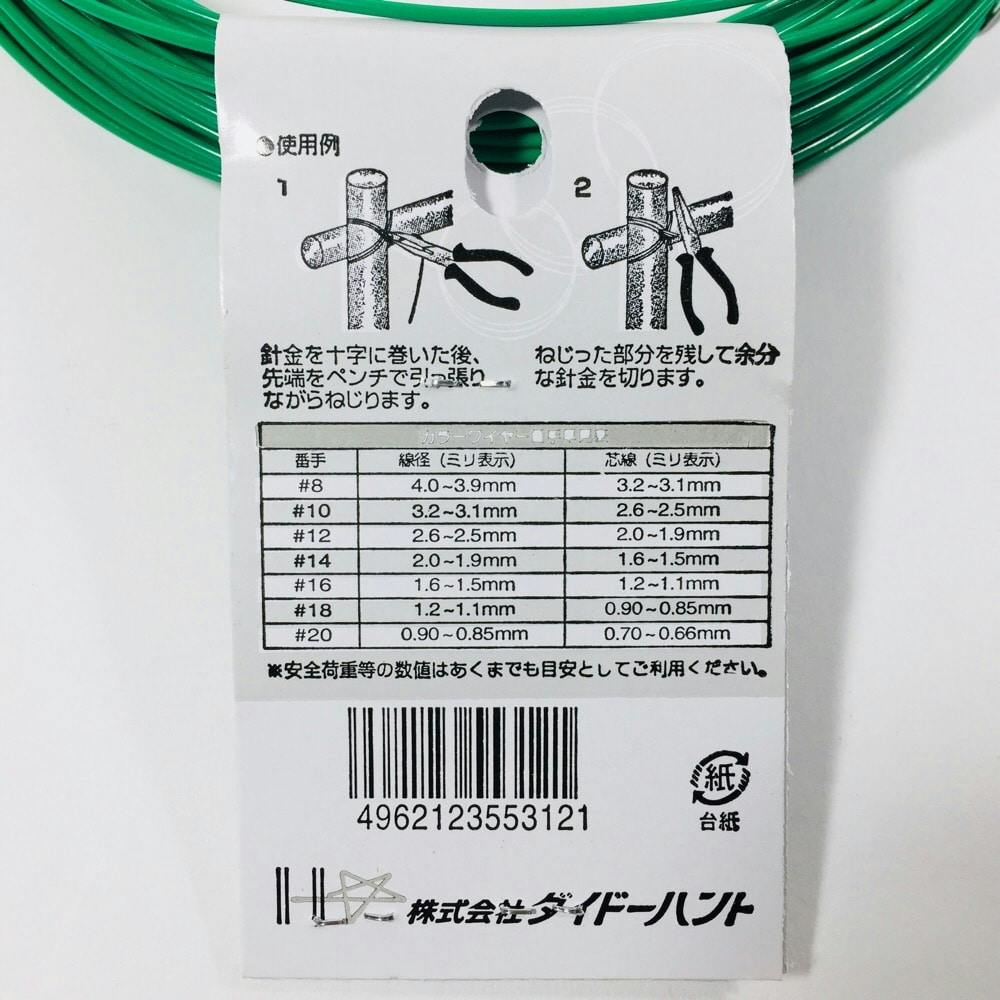 ●使用例
1
2
針金を十字に巻いた後、
先端をペンチで引っ張り
ながらねじります。
ねじった部分を残して余分
な針金を切ります。
カラーワイヤー
番手 線径（ミリ表示） 芯線（ミリ表示）
#8 4.0~3.9mm 3.2~3.1mm
#10 3.2~3.1mm 2.6~2.5mm
#12 2.6~2.5mm 2.0~1.9mm
#14 2.0~1.9mm 1.6~1.5mm
#16 1.6~1.5mm 1.2~1.1mm
#18 1.2~1.1mm 0.90~0.85mm
#20 0.90~0.85mm 0.70~0.66mm
※安全荷重等の数値はあくまでも目安としてご利用ください。
4962123553121
紙
台紙
株式会社ダイドーハント